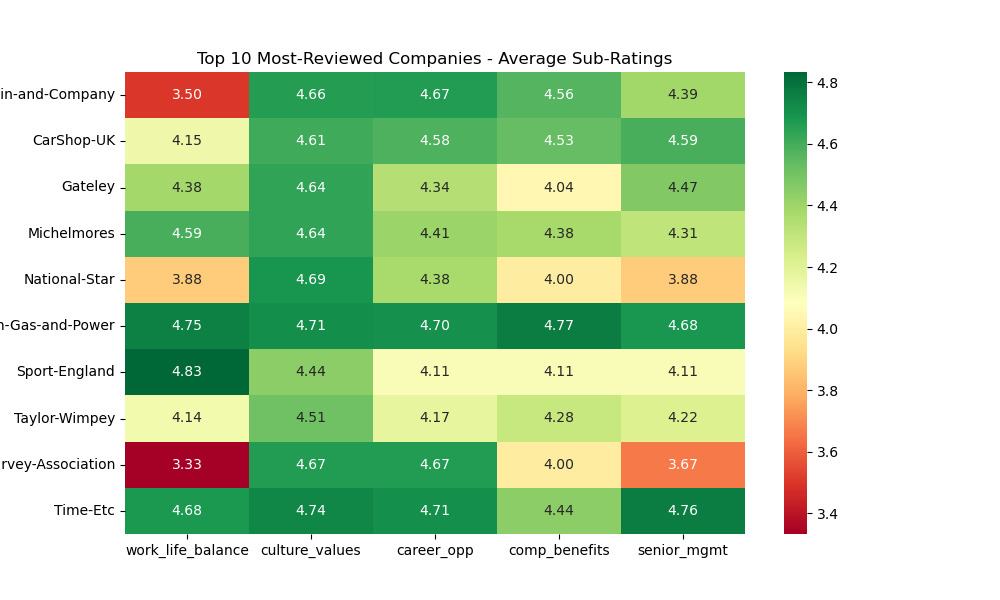 Top 10 Most-Reviewed Companies - Average Sub-Ratings
in-and-Company 3.50 4.66 4.67 4.56 4.39
CarShop-UK 4.15 4.61 4.58 4.53 4.59
Gateley 4.38 4.64 4.34 4.04 4.47
Michelmores 4.59 4.64 4.41 4.38 4.31
National-Star 3.88 4.69 4.38 4.00 3.88
-Gas-and-Power 4.75 4.71 4.70 4.77 4.68
Sport-England 4.83 4.44 4.11 4.11 4.11
Taylor-Wimpey 4.14 4.51 4.17 4.28 4.22
rvey-Association 3.33 4.67 4.67 4.00 3.67
Time-Etc 4.68 4.74 4.71 4.44 4.76
work_life_balance culture_values career_opp comp_benefits senior_mgmt
4.8
4.6
4.4
4.2
4.0
3.8
3.6
3.4